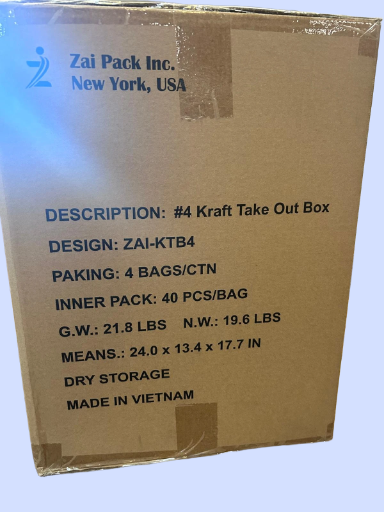 Zai Pack Inc.
New York, USA
DESCRIPTION: #4 Kraft Take Out Box
DESIGN: ZAI-KTB4
PAKING: 4 BAGS/CTN
INNER PACK: 40 PCS/BAG
G.W.: 21.8 LBS N.W.: 19.6 LBS
MEANS.: 24.0 x 13.4 x 17.7 IN
DRY STORAGE
MADE IN VIETNAM